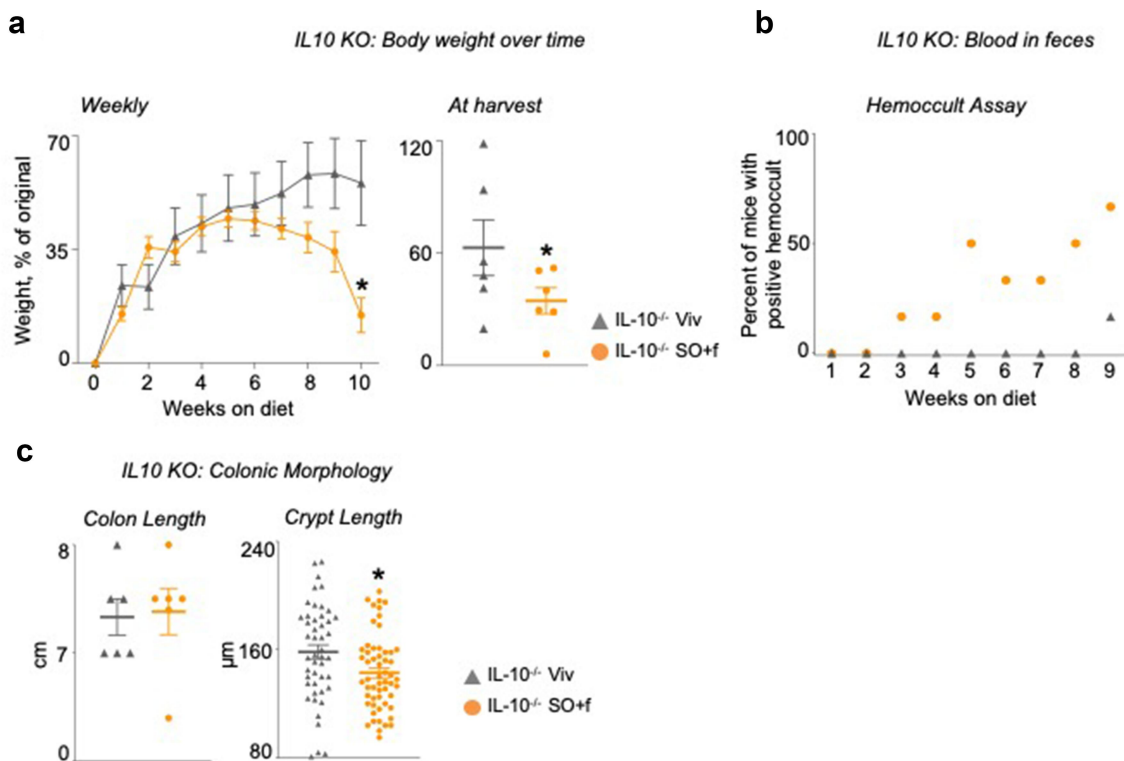 a
IL10 KO: Body weight over time
Weekly
Weight, % of original
70
35
0
0 2 4 6 8 10
Weeks on diet
*
At harvest
120
60
0
*
IL-10-/- Viv
IL-10-/- SO+f
b
IL10 KO: Blood in feces
Hemoccult Assay
Percent of mice with
positive hemoccult
100
50
0
1 2 3 4 5 6 7 8 9
Weeks on diet
c
IL10 KO: Colonic Morphology
Colon Length
cm
8
7
0
Crypt Length
µm
240
160
80
*
IL-10-/- Viv
IL-10-/- SO+f